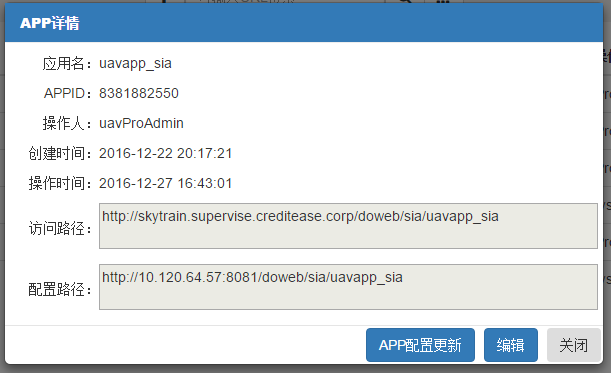 APP详情
应用名：uavapp_sia
APPID：8381882550
操作人：uavProAdmin
创建时间：2016-12-22 20:17:21
操作时间：2016-12-27 16:43:01
访问路径：http://skytrain.supervise.creditease.corp/doweb/sia/uavapp_sia
配置路径：http://10.120.64.57:8081/doweb/sia/uavapp_sia
APP配置更新 编辑 关闭